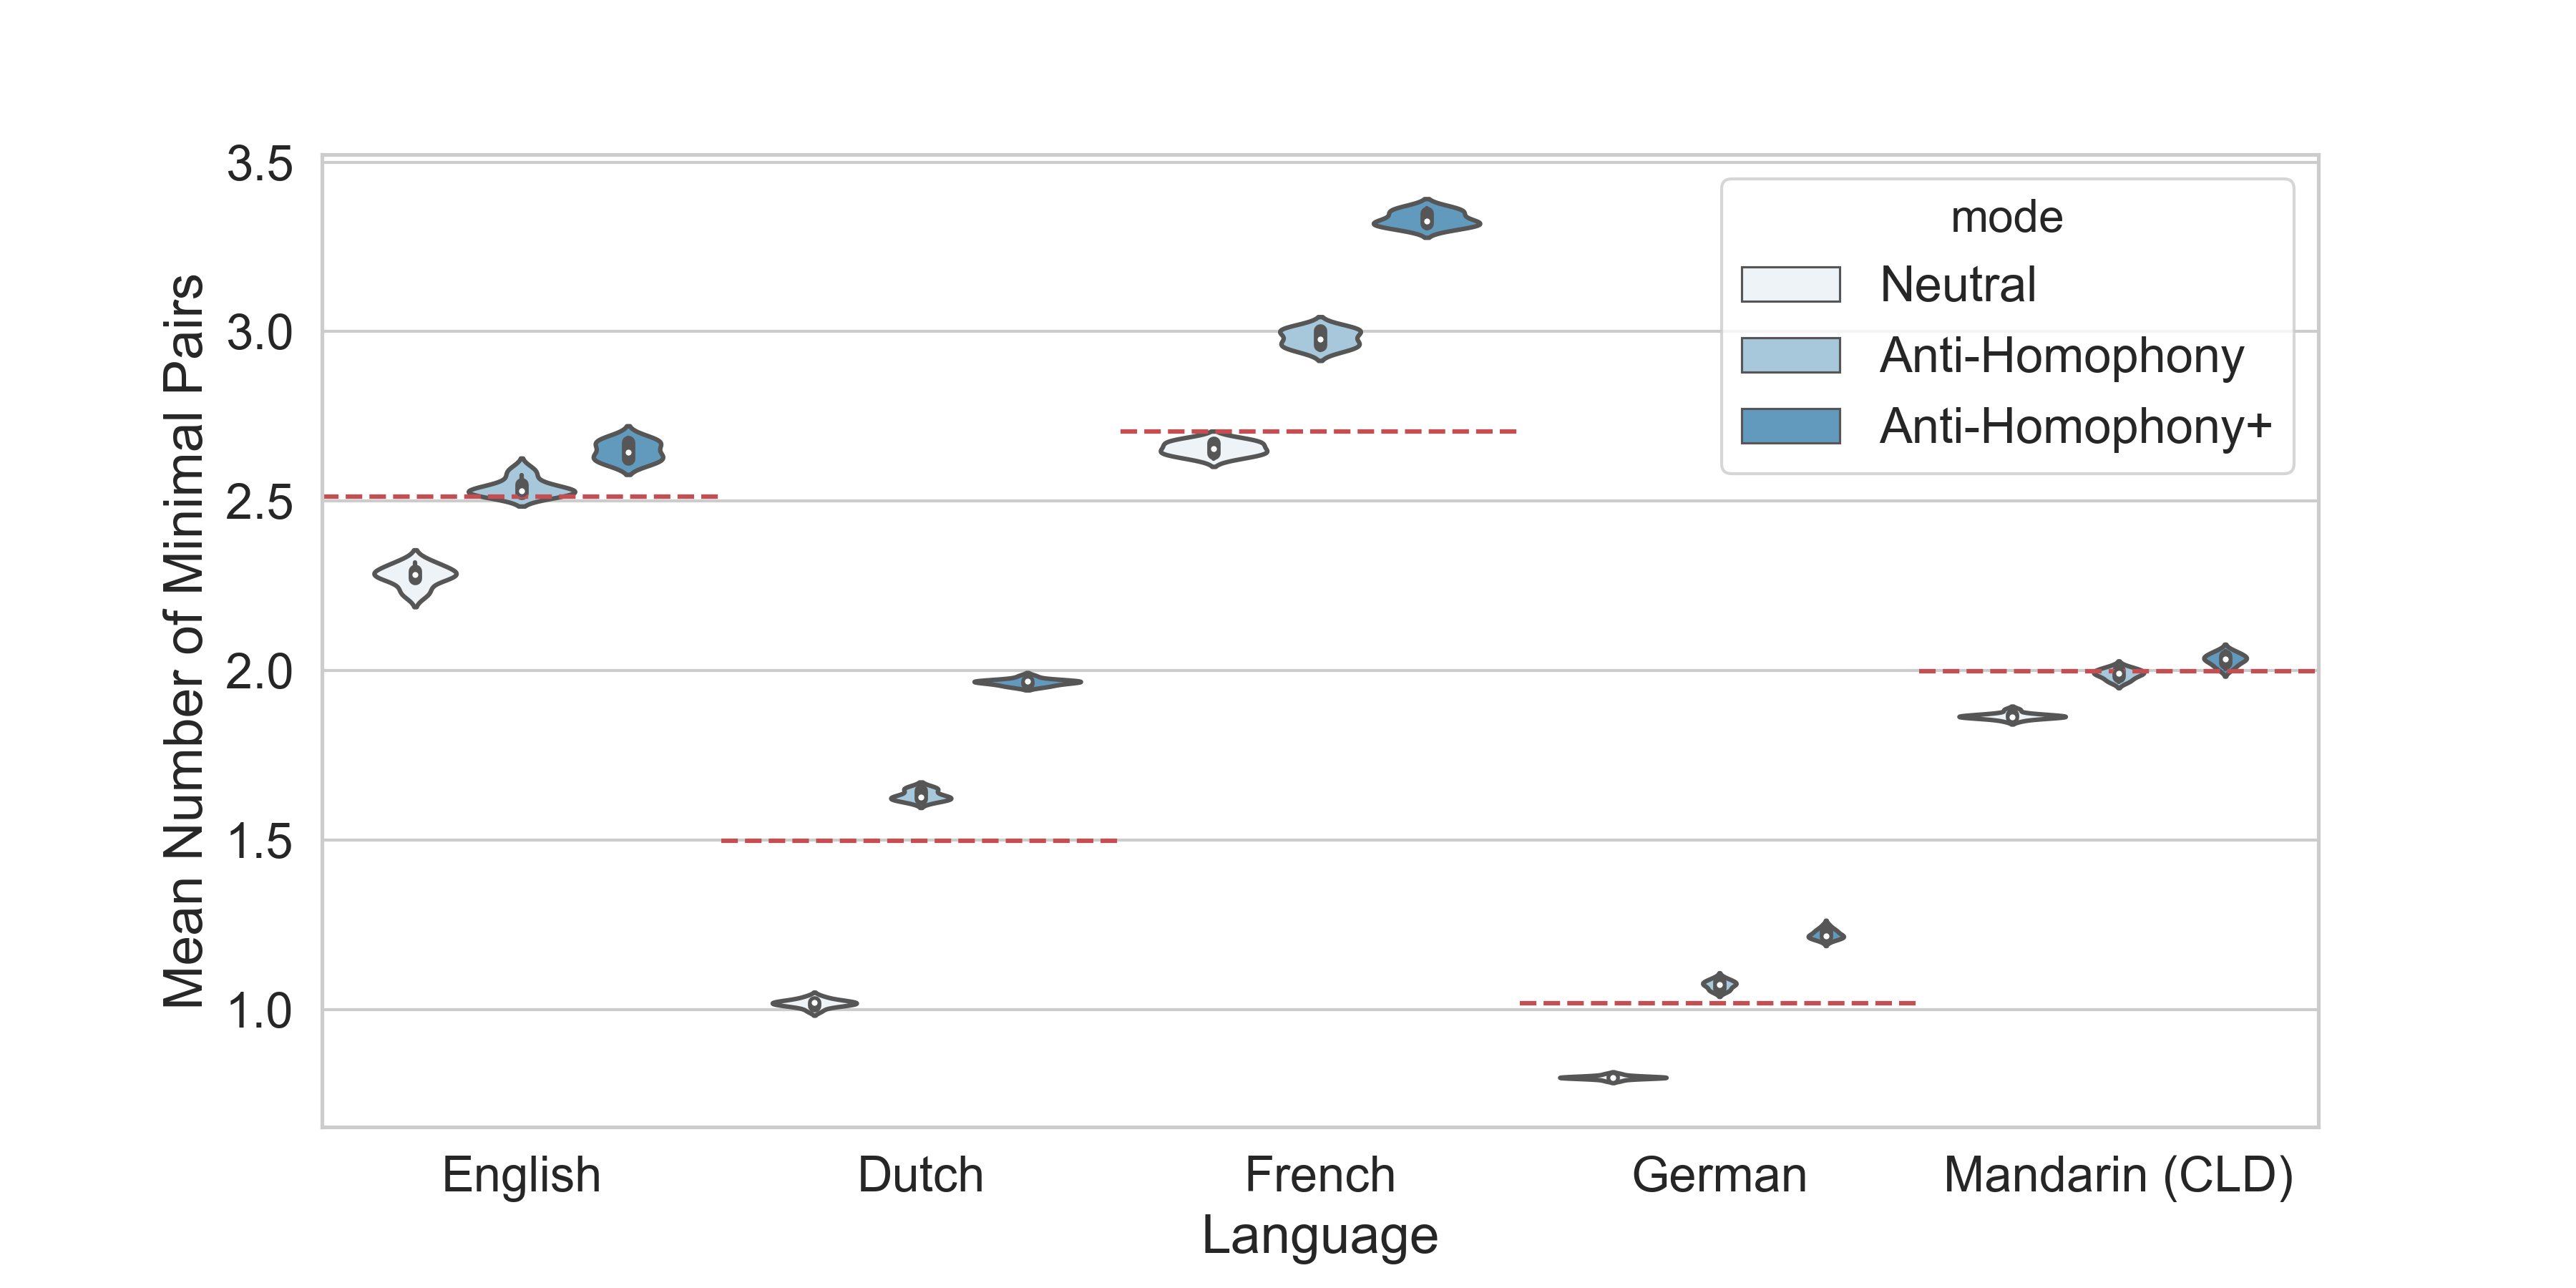 Mean Number of Minimal Pairs
3.5
3.0
2.5
2.0
1.5
1.0
mode
Neutral
Anti-Homophony
Anti-Homophony+
English
Dutch
French
German
Mandarin (CLD)
Language